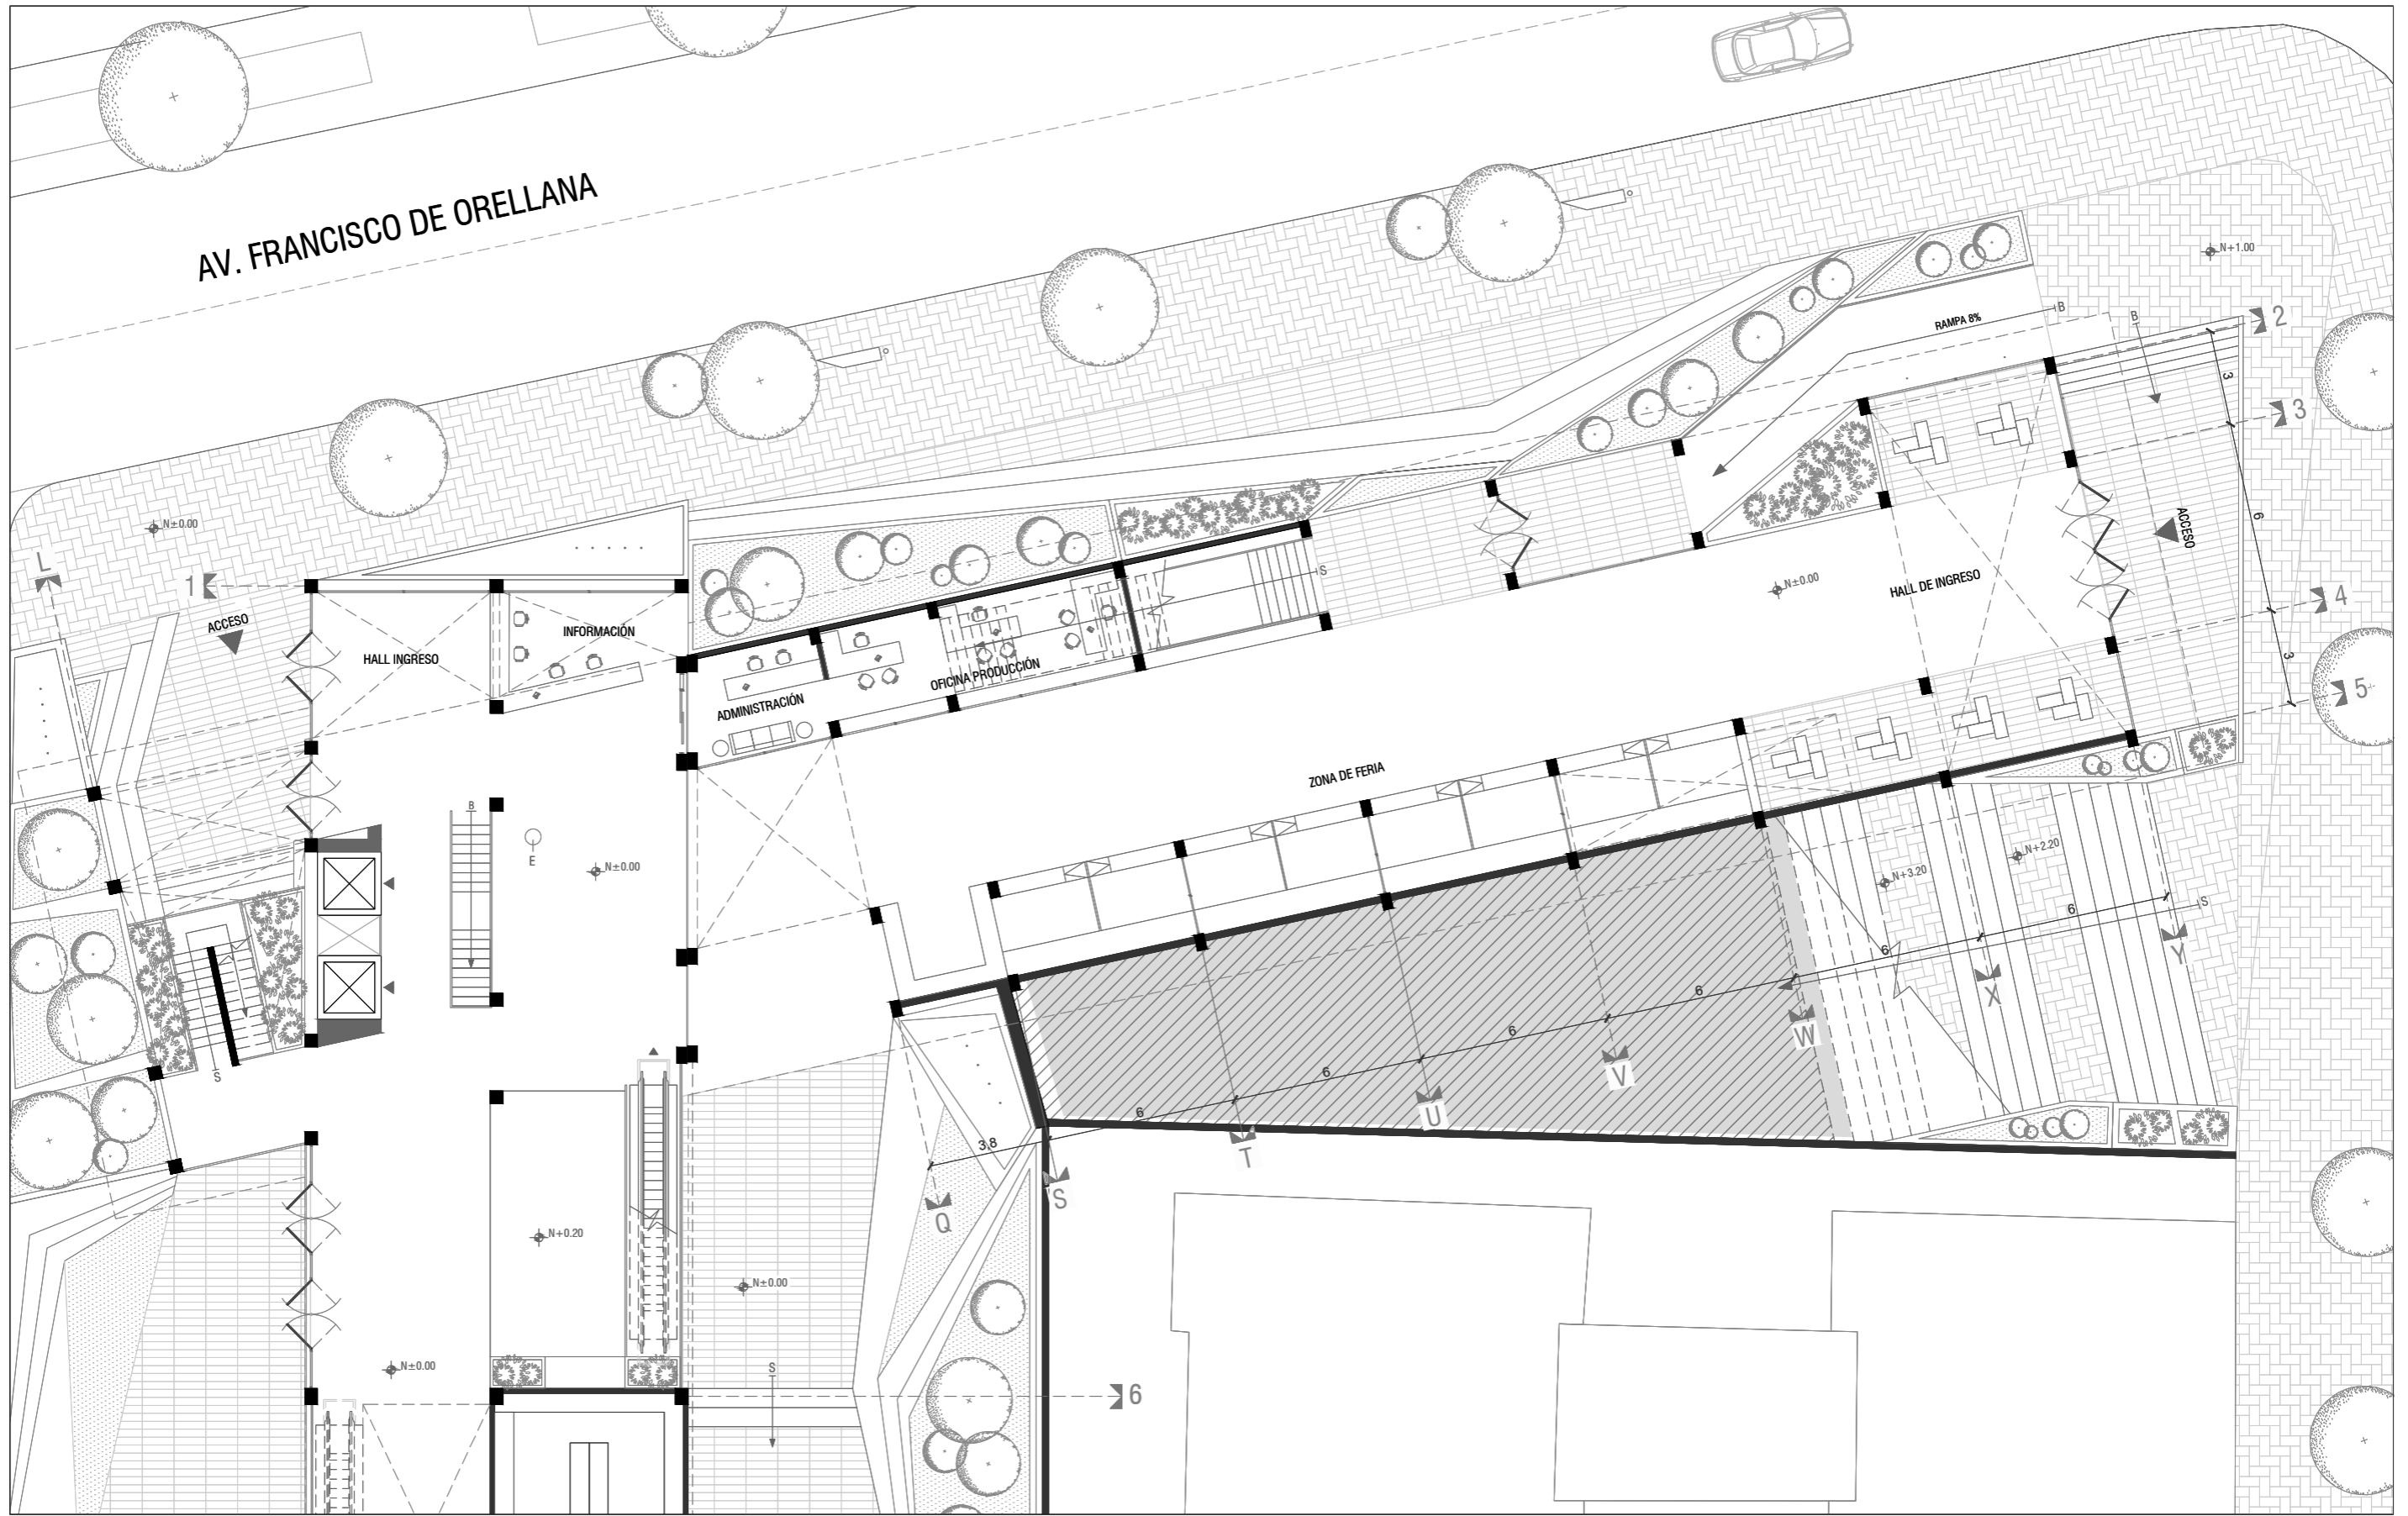 AV. FRANCISCO DE ORELLANA
N+1.00
RAMPA 8%
B
B
2
3
3
6
ACCESO
4
3
5
N±0.00
HALL DE INGRESO
N±0.00
L
1
ACCESO
HALL INGRESO
INFORMACIÓN
S
ADMINISTRACIÓN
OFICINA PRODUCCIÓN
ZONA DE FERIA
B
E
N±0.00
N+2.20
N+3.20
S
6
6
6
6
6
6
3,8
Y
X
W
V
U
T
S
Q
S
N+0.20
N±0.00
S
N±0.00
6